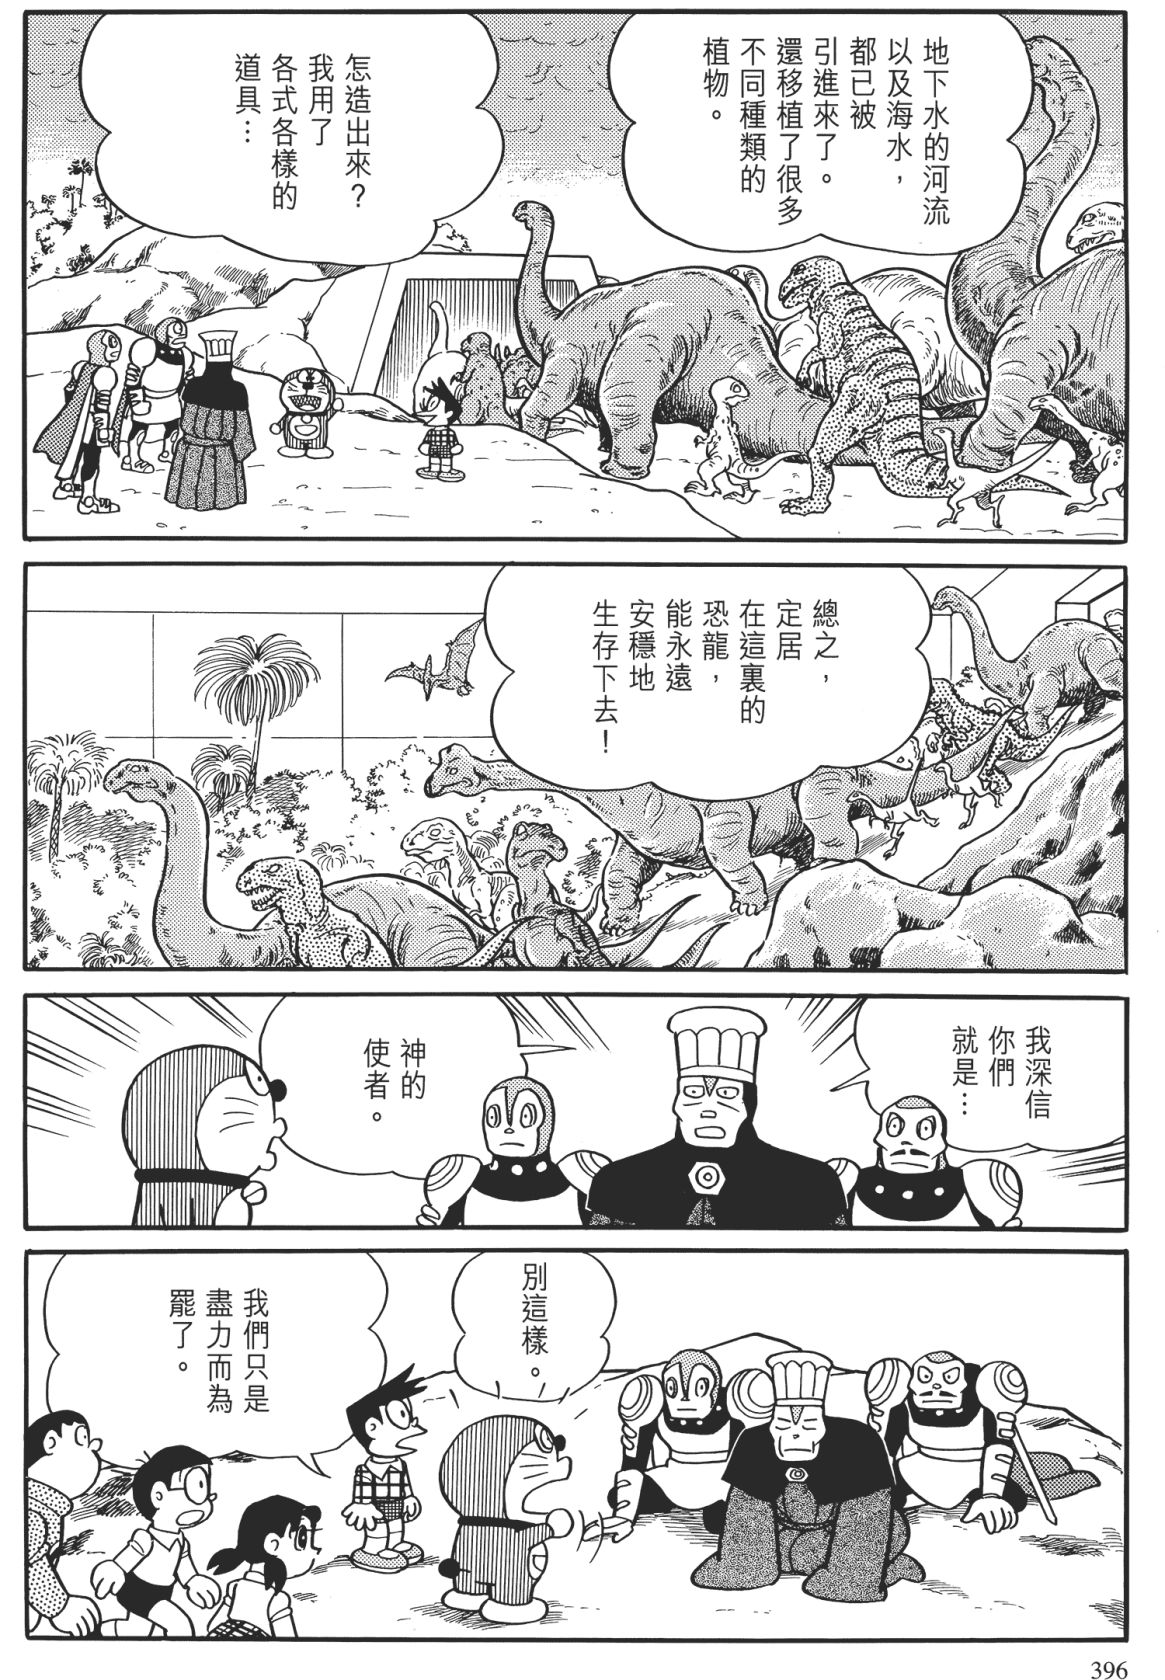 地下水的河流
以及海水，
都已被
引進來了。
還移植了很多
不同種類的
植物。
怎造出來？
我用了
各式各樣的
道具…
總之，
定居
在這裏的
恐龍，
能永遠
安穩地
生存下去！
我深信
你們
就是…
神的
使者。
別這樣。
我們只是
盡力而為
罷了。
396